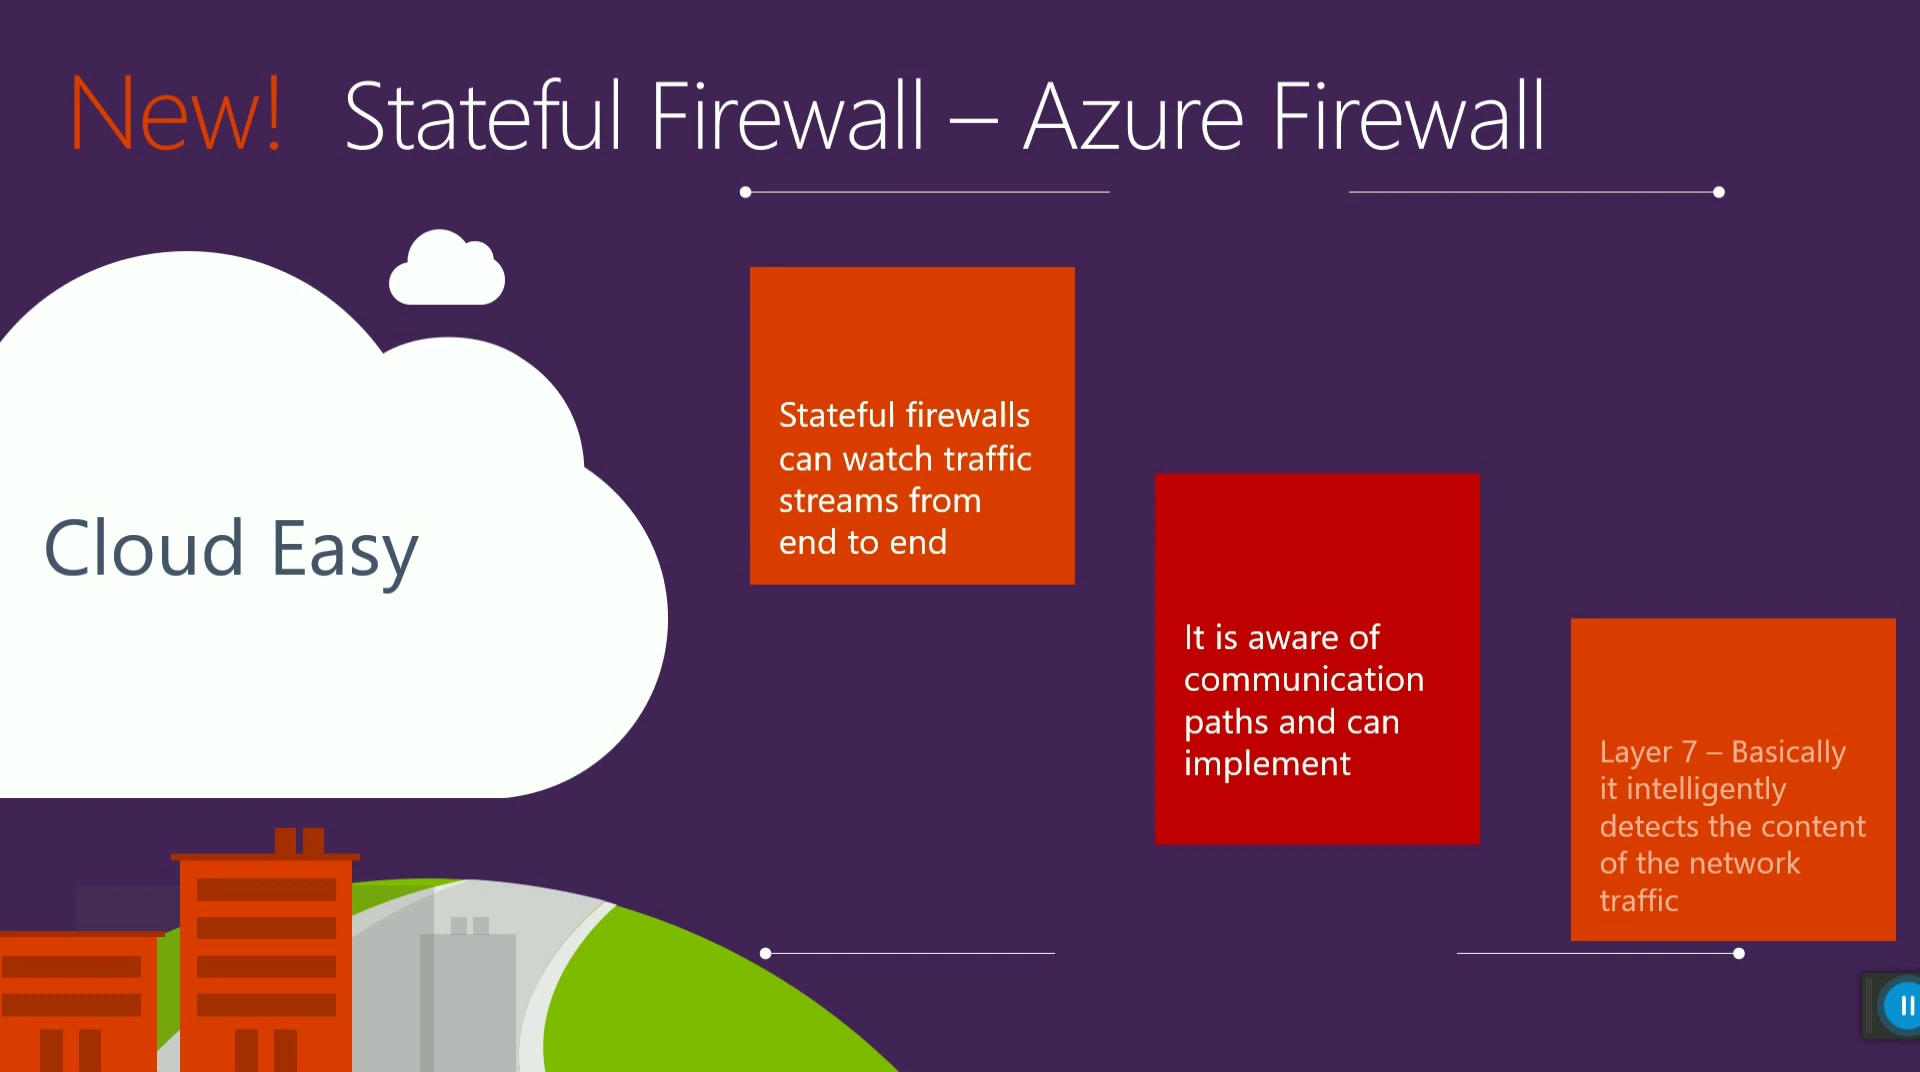 New! Stateful Firewall – Azure Firewall
Cloud Easy
Stateful firewalls
can watch traffic
streams from
end to end
It is aware of
communication
paths and can
implement
Layer 7 – Basically
it intelligently
detects the content
of the network
traffic